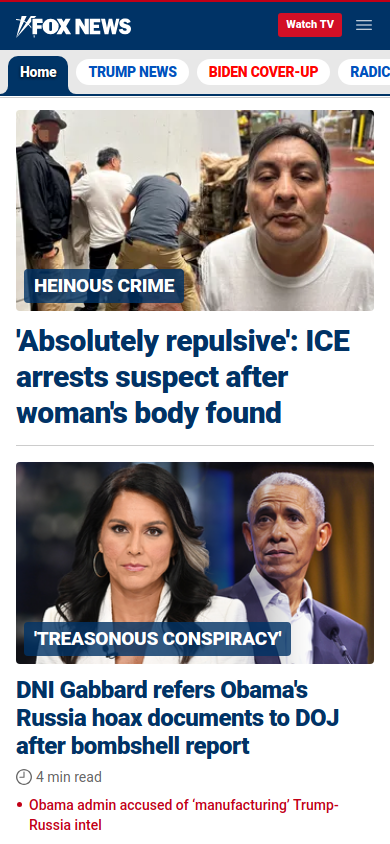 FOX NEWS
Watch TV
Home
TRUMP NEWS
BIDEN COVER-UP
RADIC
HEINOUS CRIME
'Absolutely repulsive': ICE
arrests suspect after
woman's body found
'TREASONOUS CONSPIRACY'
DNI Gabbard refers Obama's
Russia hoax documents to DOJ
after bombshell report
4 min read
• Obama admin accused of ‘manufacturing’ Trump-
Russia intel